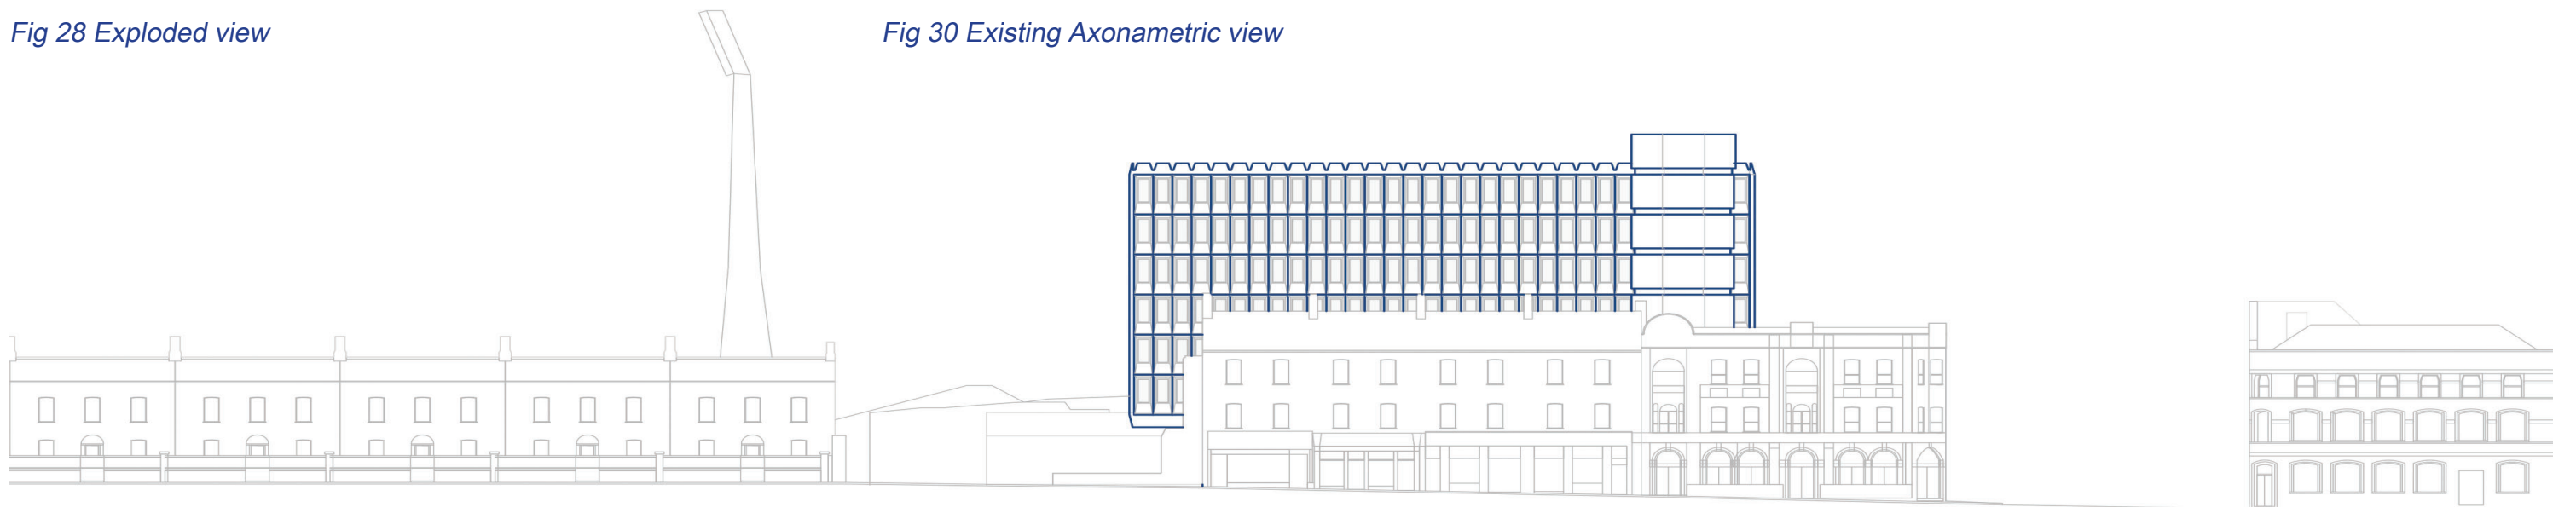 Fig 28 Exploded view
Fig 30 Existing Axonametric view